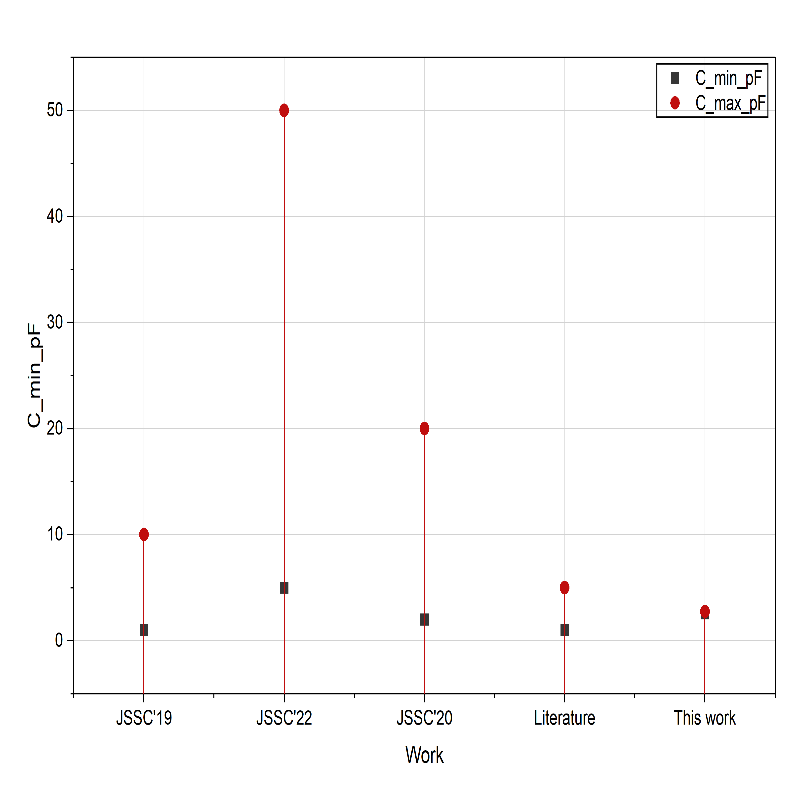 C_min_pF
C_max_pF
50
40
30
20
10
0
C_min_pF
JSSC'19 JSSC'22 JSSC'20 Literature This work
Work